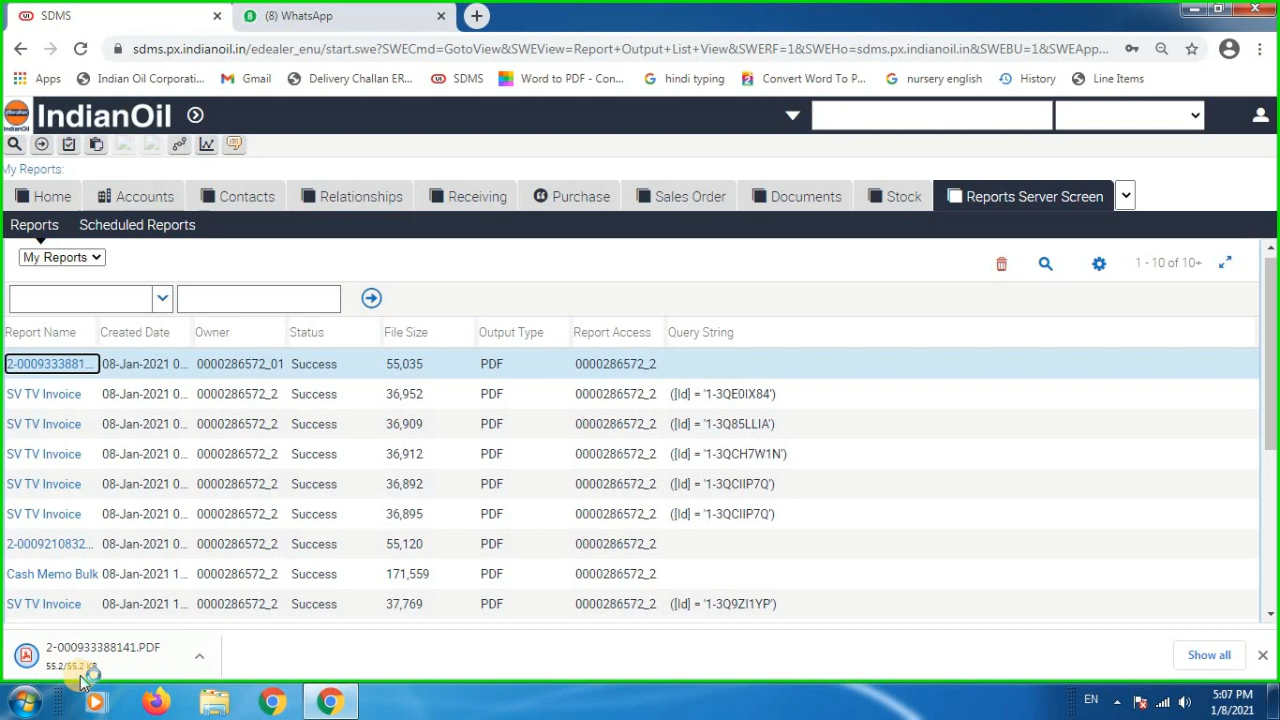 SDMS
(8) WhatsApp
sdms.px.indianoil.in/edealer_enu/start.swe?SWECmd=GotoView&SWEView=Report+Output+List+View&SWERF=1&SWEHo=sdms.px.indianoil.in&SWEBU=1&SWEApp...
Apps Indian Oil Corporati... Gmail Delivery Challan ER... SDMS Word to PDF - Con... hindi typing Convert Word To P... nursery english History Line Items
IndianOil
My Reports:
Home Accounts Contacts Relationships Receiving Purchase Sales Order Documents Stock Reports Server Screen
Reports Scheduled Reports
My Reports 1 - 10 of 10+
Report Name Created Date Owner Status File Size Output Type Report Access Query String
2-0009333881... 08-Jan-2021 0... 0000286572_01 Success 55,035 PDF 0000286572_2
SV TV Invoice 08-Jan-2021 0... 0000286572_2 Success 36,952 PDF 0000286572_2 ([Id] = '1-3QE0IX84')
SV TV Invoice 08-Jan-2021 0... 0000286572_2 Success 36,909 PDF 0000286572_2 ([Id] = '1-3Q85LLIA')
SV TV Invoice 08-Jan-2021 0... 0000286572_2 Success 36,912 PDF 0000286572_2 ([Id] = '1-3QCH7W1N')
SV TV Invoice 08-Jan-2021 0... 0000286572_2 Success 36,892 PDF 0000286572_2 ([Id] = '1-3QCIIP7Q')
SV TV Invoice 08-Jan-2021 0... 0000286572_2 Success 36,895 PDF 0000286572_2 ([Id] = '1-3QCIIP7Q')
2-0009210832... 08-Jan-2021 0... 0000286572_2 Success 55,120 PDF 0000286572_2
Cash Memo Bulk 08-Jan-2021 1... 0000286572_2 Success 171,559 PDF 0000286572_2
SV TV Invoice 08-Jan-2021 1... 0000286572_2 Success 37,769 PDF 0000286572_2 ([Id] = '1-3Q9ZI1YP')
2-000933388141.PDF
55.2/55.2 KB
Show all
EN 5:07 PM
1/8/2021